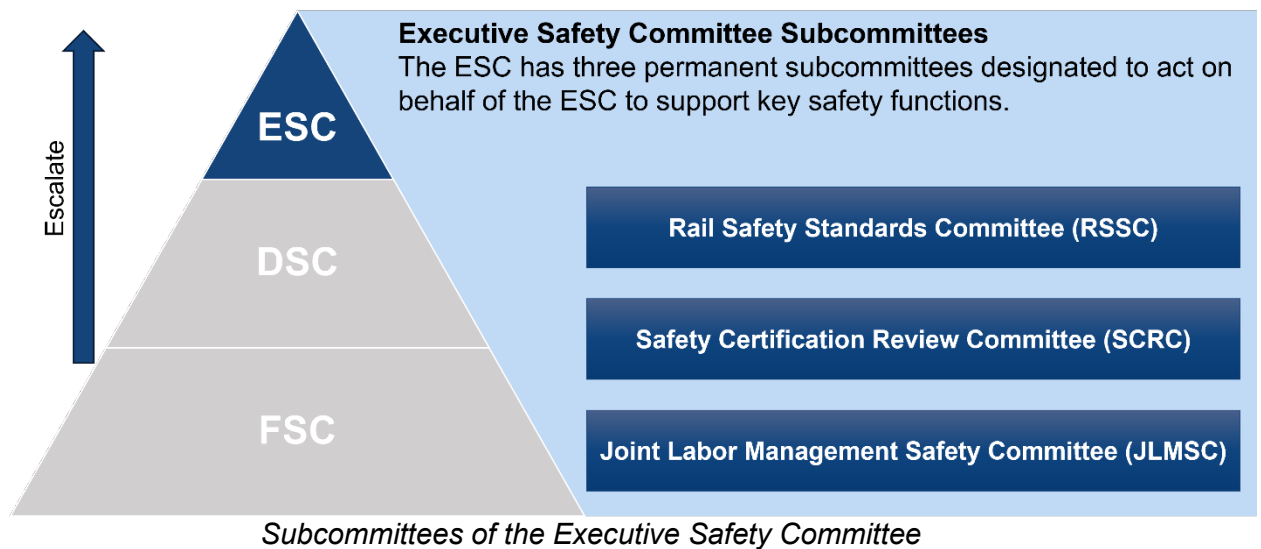 Escalate
ESC
DSC
FSC
Executive Safety Committee Subcommittees
The ESC has three permanent subcommittees designated to act on
behalf of the ESC to support key safety functions.
Rail Safety Standards Committee (RSSC)
Safety Certification Review Committee (SCRC)
Joint Labor Management Safety Committee (JLMSC)
Subcommittees of the Executive Safety Committee